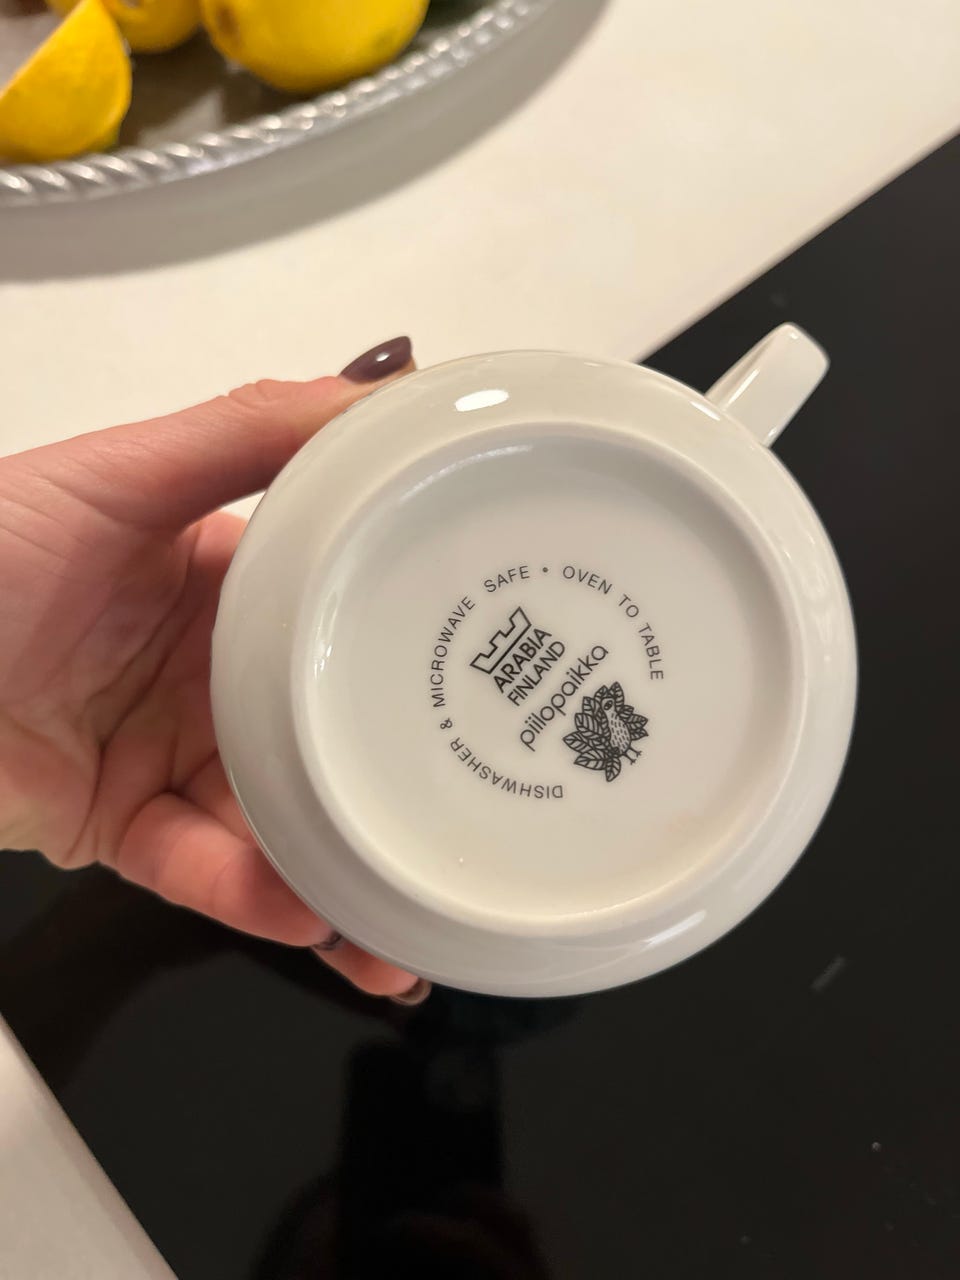 DISHWASHER & MICROWAVE SAFE • OVEN TO TABLE
ARABIA
FINLAND
piilopaikka